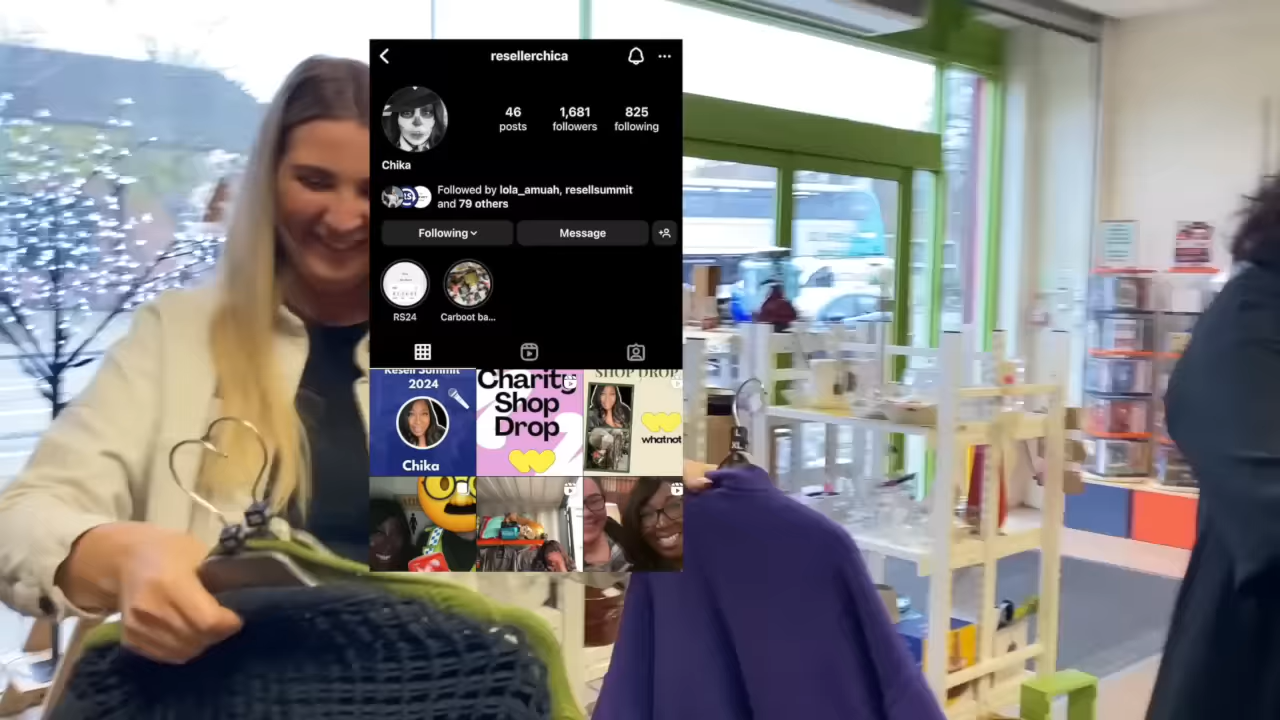 resellerchica
46 1,681 825
posts followers following
Chika
Followed by lola_amuah, resellsummit
and 79 others
Following Message
RS24 Carboot ba...
Resell Summit
2024
Chika
Charity
Shop
Drop
SHOP DROP
whatnot
L
XL